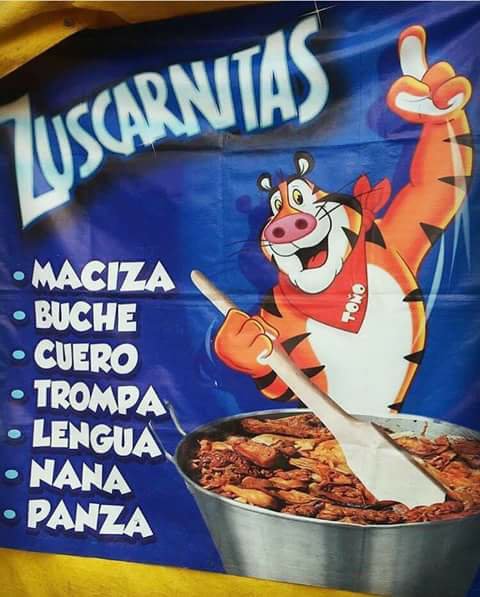 ZUSCARNITAS
• MACIZA
• BUCHE
• CUERO
• TROMPA
• LENGUA
• NANA
• PANZA
TOÑO